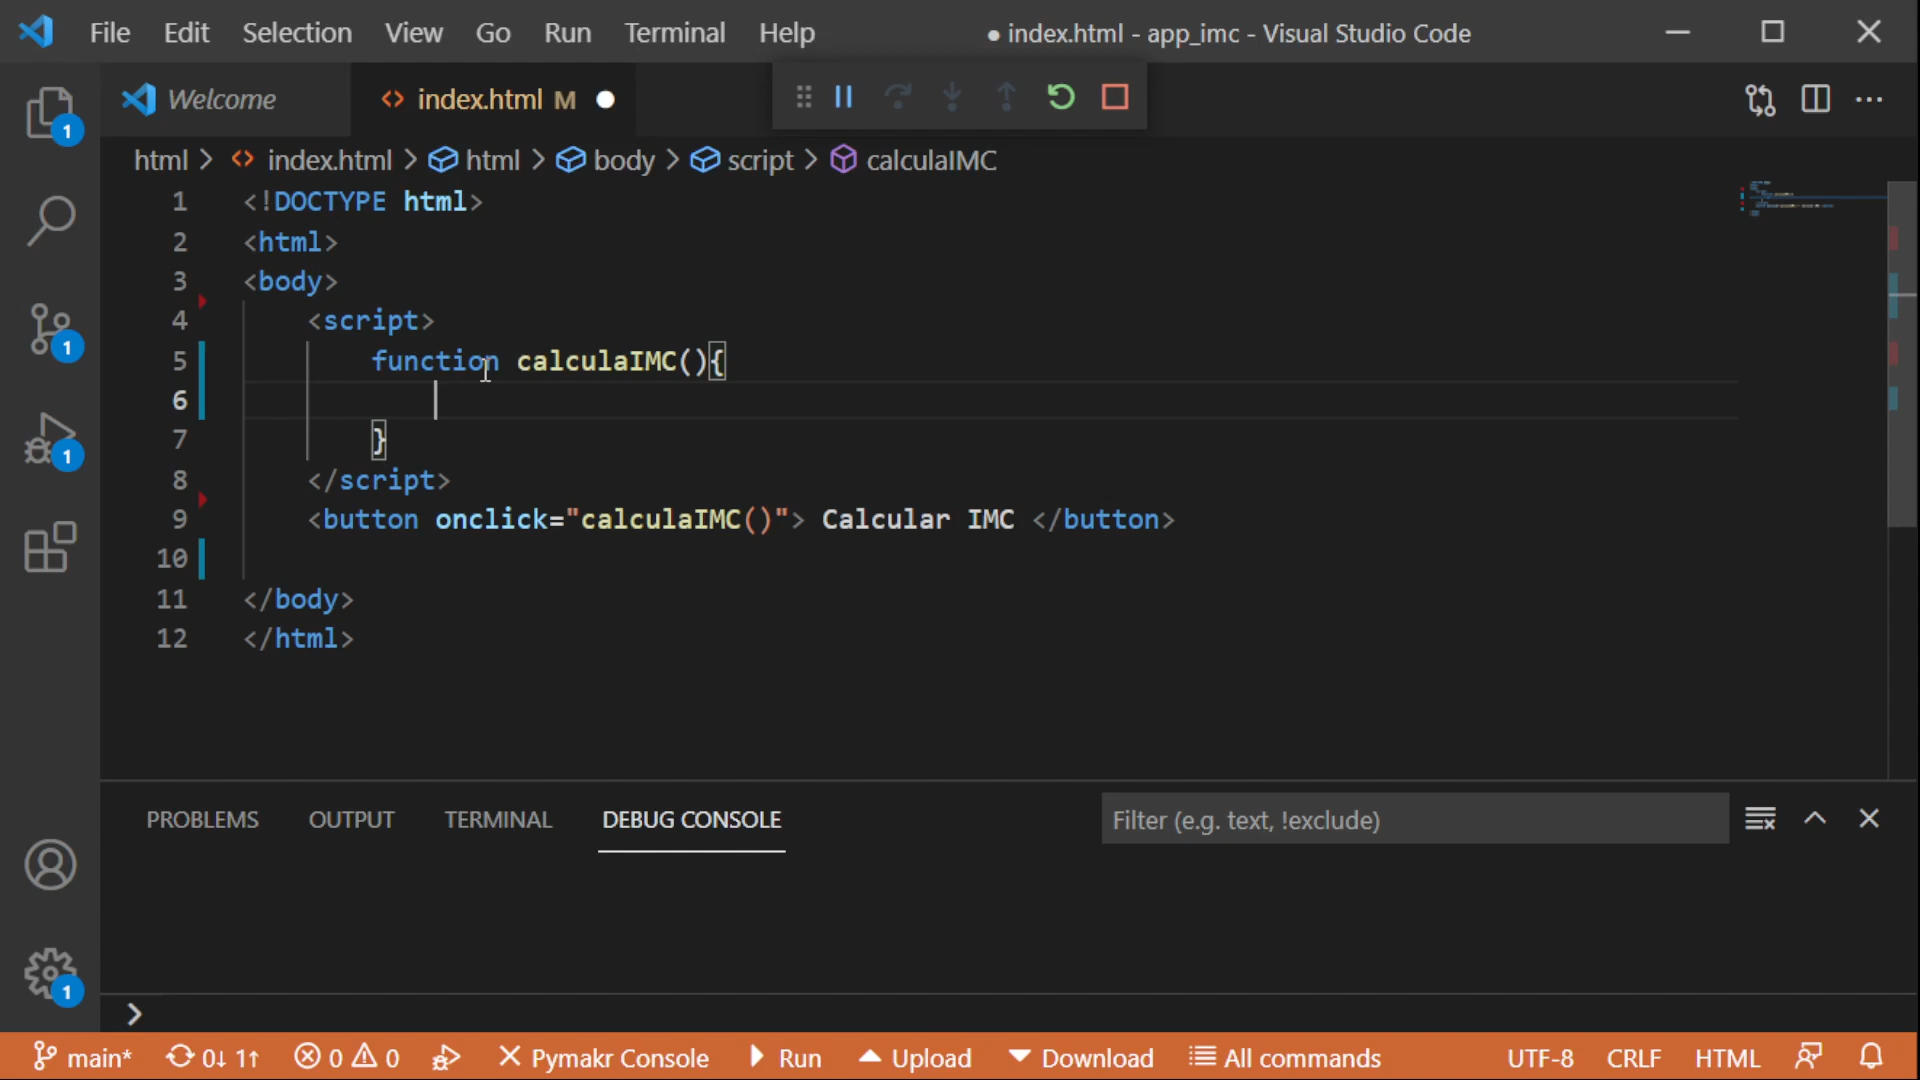 File Edit Selection View Go Run Terminal Help ● index.html - app_imc - Visual Studio Code
Welcome <> index.html M ●
html > <> index.html > html > body > script > calculaIMC
1 <!DOCTYPE html>
2 <html>
3 <body>
4 <script>
5 function calculaIMC(){
6
7 }
8 </script>
9 <button onclick="calculaIMC()"> Calcular IMC </button>
10
11 </body>
12 </html>
1
1
1
PROBLEMS OUTPUT TERMINAL DEBUG CONSOLE Filter (e.g. text, !exclude)
1
>
main* 0↓ 1↑ 0 0 Pymakr Console Run Upload Download All commands UTF-8 CRLF HTML